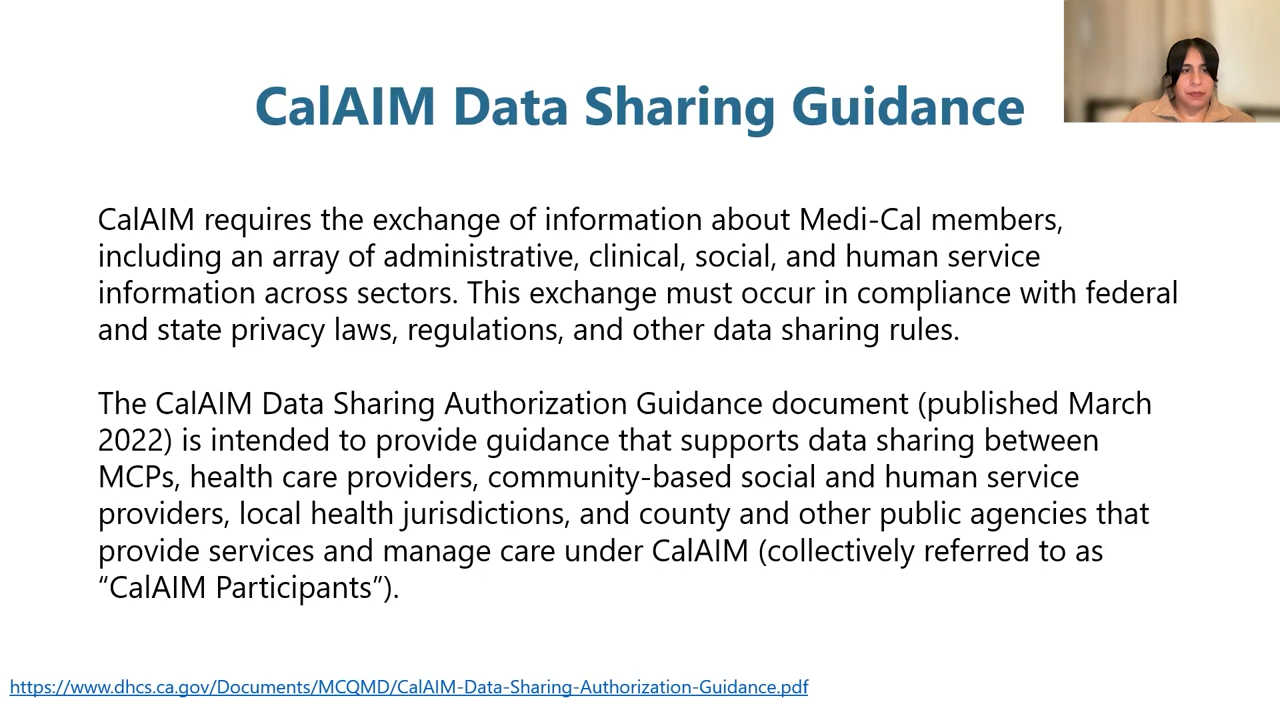 CalAIM Data Sharing Guidance
CalAIM requires the exchange of information about Medi-Cal members,
including an array of administrative, clinical, social, and human service
information across sectors. This exchange must occur in compliance with federal
and state privacy laws, regulations, and other data sharing rules.
The CalAIM Data Sharing Authorization Guidance document (published March
2022) is intended to provide guidance that supports data sharing between
MCPs, health care providers, community-based social and human service
providers, local health jurisdictions, and county and other public agencies that
provide services and manage care under CalAIM (collectively referred to as
“CalAIM Participants”).
https://www.dhcs.ca.gov/Documents/MCQMD/CalAIM-Data-Sharing-Authorization-Guidance.pdf